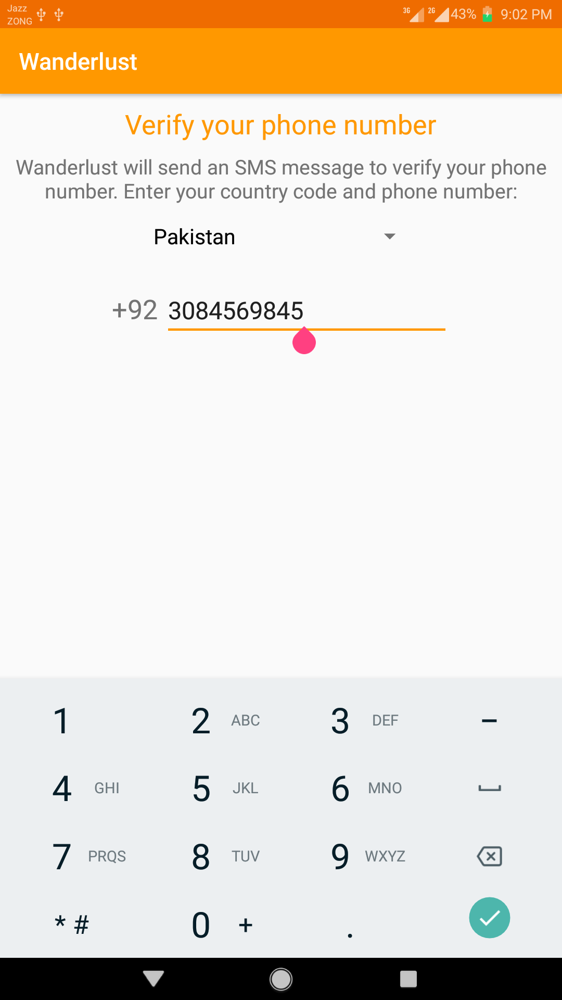 Jazz
ZONG
3G 2G 43% 9:02 PM
Wanderlust
Verify your phone number
Wanderlust will send an SMS message to verify your phone
number. Enter your country code and phone number:
Pakistan
+92 3084569845
1 2 ABC 3 DEF –
4 GHI 5 JKL 6 MNO
7 PRQS 8 TUV 9 WXYZ
* # 0 + .